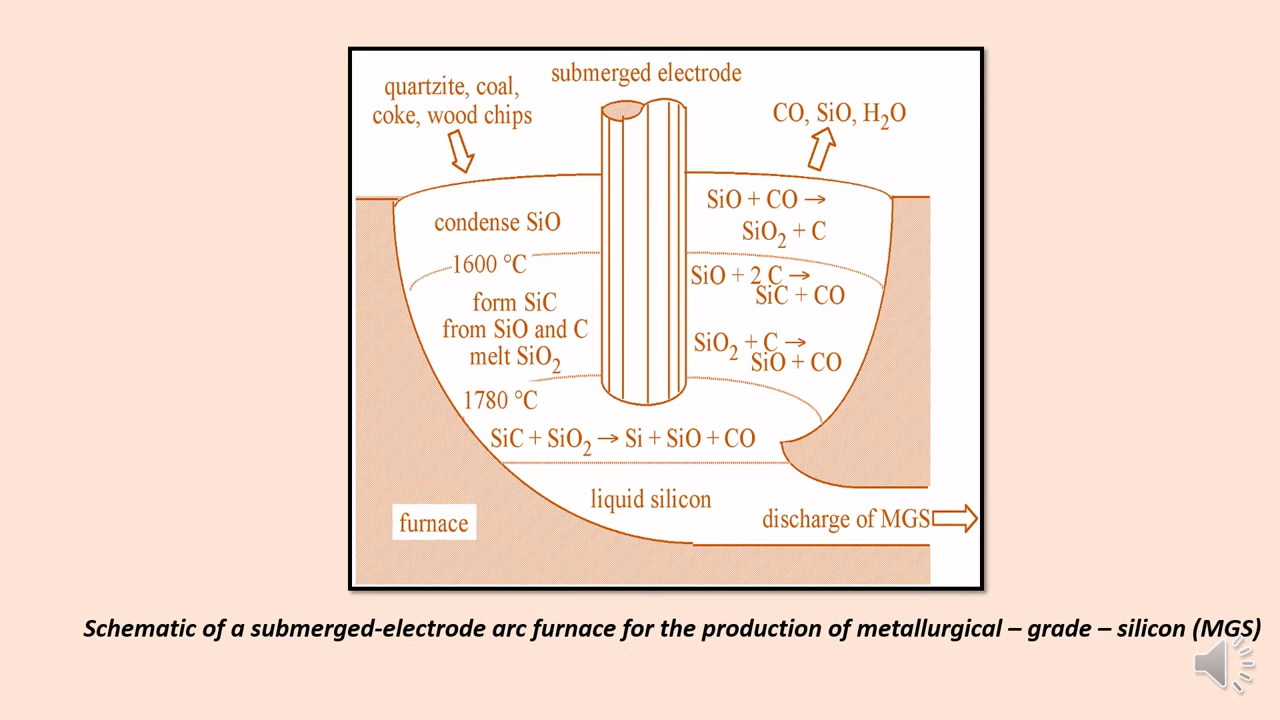 submerged electrode
quartzite, coal,
coke, wood chips
CO, SiO, H₂O
condense SiO
SiO + CO →
SiO₂ + C
1600 °C
SiO + 2 C →
SiC + CO
form SiC
from SiO and C
melt SiO₂
SiO₂ + C →
SiO + CO
1780 °C
SiC + SiO₂ → Si + SiO + CO
liquid silicon
furnace
discharge of MGS
Schematic of a submerged-electrode arc furnace for the production of metallurgical – grade – silicon (MGS)